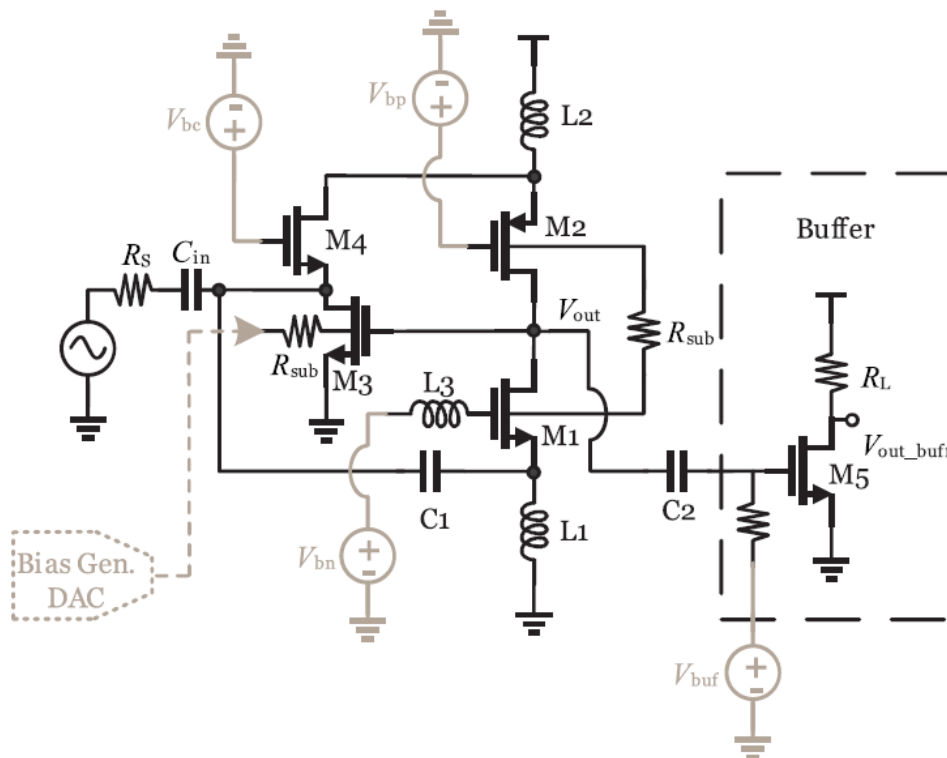 Vbc
Vbp
L2
M4
M2
Buffer
RS
Cin
Vout
Rsub
Rsub
M3
L3
M1
RL
Vout_buff
M5
C1
C2
L1
Vbn
Bias Gen.
DAC
Vbuf